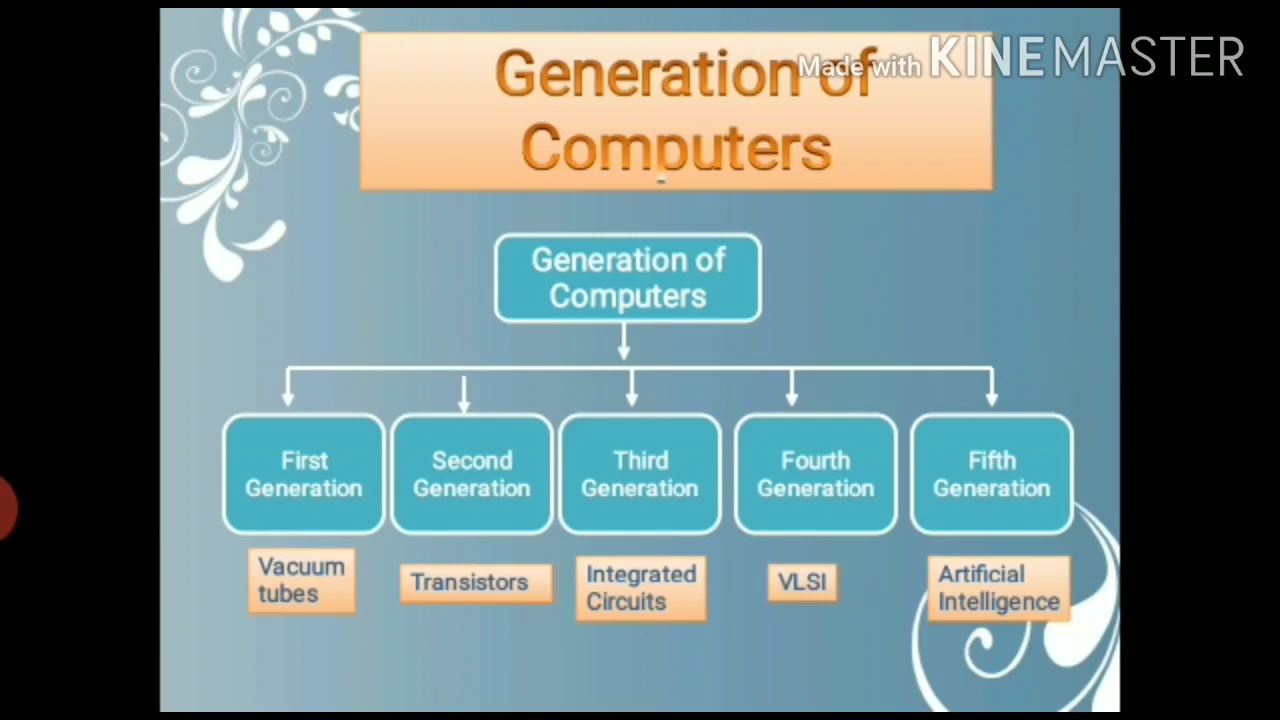 Generation of
Made with KINEMASTER
Computers
Generation of
Computers
First
Generation
Second
Generation
Third
Generation
Fourth
Generation
Fifth
Generation
Vacuum
tubes
Transistors
Integrated
Circuits
VLSI
Artificial
Intelligence